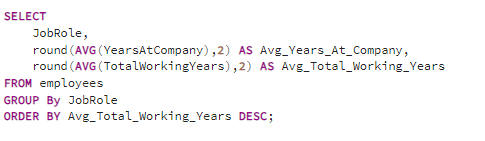 SELECT
    JobRole,
    round(AVG(YearsAtCompany),2) AS Avg_Years_At_Company,
    round(AVG(TotalWorkingYears),2) AS Avg_Total_Working_Years
FROM employees
GROUP By JobRole
ORDER BY Avg_Total_Working_Years DESC;